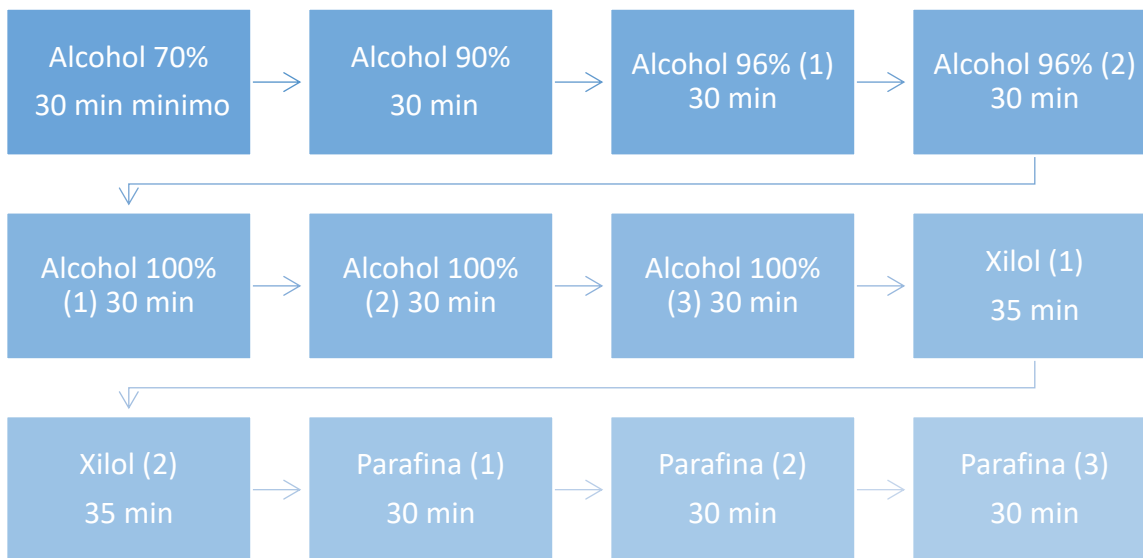 Alcohol 70%
30 min minimo
Alcohol 90%
30 min
Alcohol 96% (1)
30 min
Alcohol 96% (2)
30 min
Alcohol 100%
(1) 30 min
Alcohol 100%
(2) 30 min
Alcohol 100%
(3) 30 min
Xilol (1)
35 min
Xilol (2)
35 min
Parafina (1)
30 min
Parafina (2)
30 min
Parafina (3)
30 min